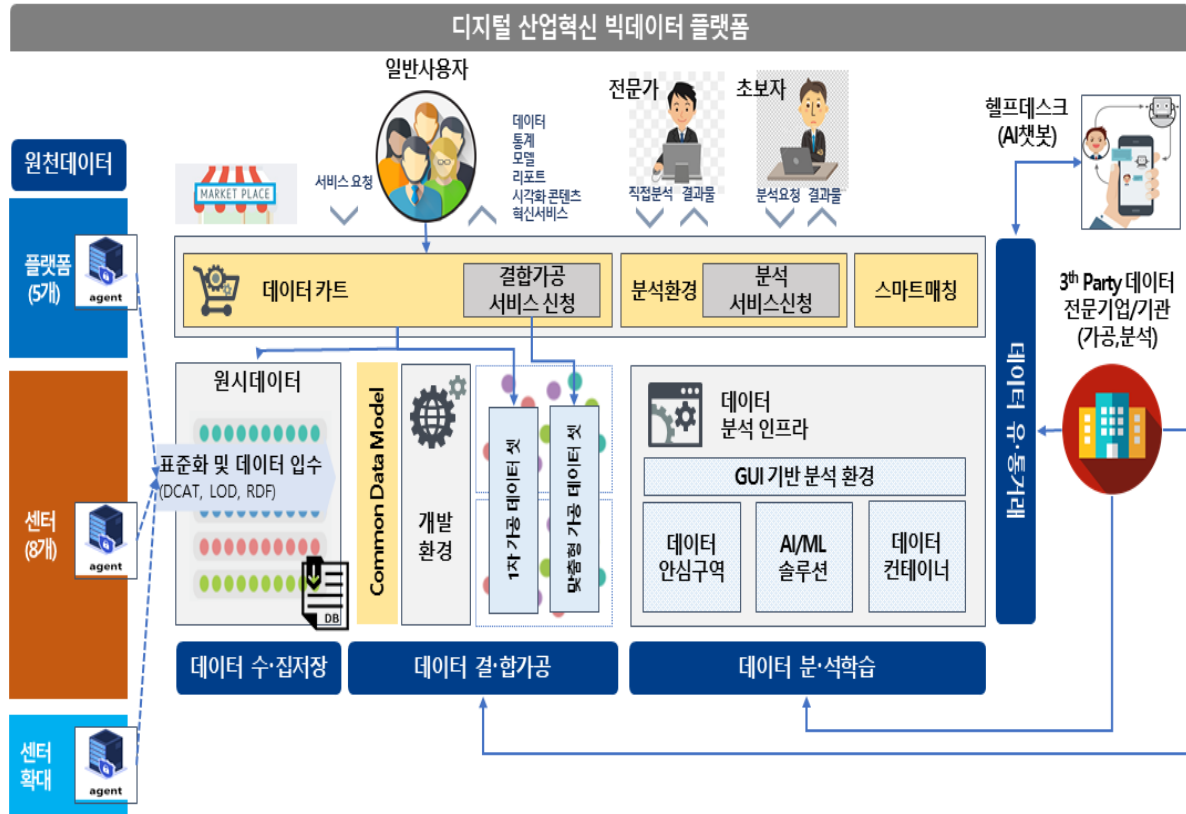 디지털 산업혁신 빅데이터 플랫폼
일반사용자
전문가
초보자
헬프데스크
(AI챗봇)
원천데이터
MARKET PLACE
서비스 요청
데이터
통계
모델
리포트
시각화 콘텐츠
혁신서비스
직접분석 결과물
분석요청 결과물
플랫폼
(5개)
agent
데이터 카트
결합가공
서비스 신청
분석환경
분석
서비스신청
스마트매칭
3th Party 데이터
전문기업/기관
(가공,분석)
데이터 유·통거래
원시데이터
표준화 및 데이터 입수
(DCAT, LOD, RDF)
DB
Common Data Model
개발
환경
1차 가공 데이터 셋
맞춤형 가공 데이터 셋
데이터
분석 인프라
GUI 기반 분석 환경
데이터
안심구역
AI/ML
솔루션
데이터
컨테이너
센터
(8개)
agent
데이터 수·집저장
데이터 결·합가공
데이터 분·석학습
센터
확대
agent